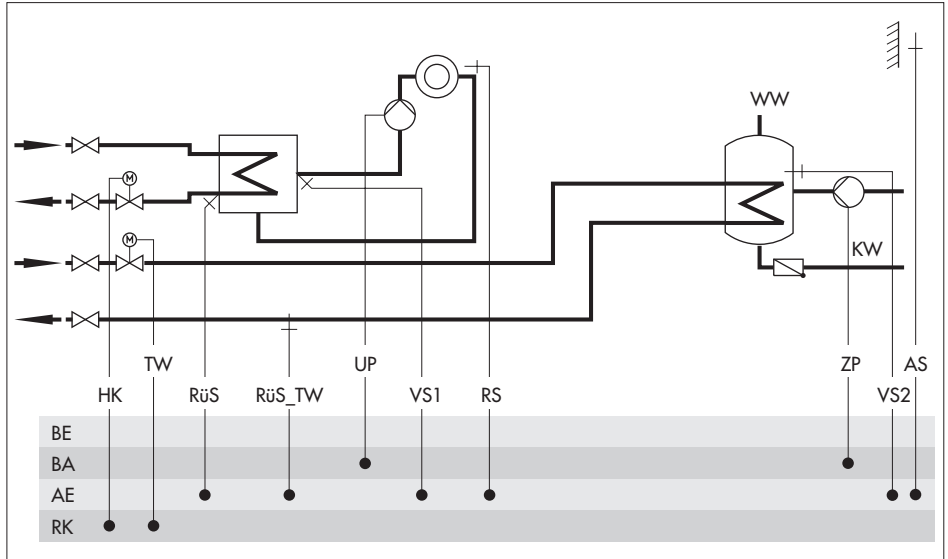 WW
M
M
KW
TW UP ZP AS
HK RüS RüS_TW VS1 RS VS2
BE
BA
AE
RK